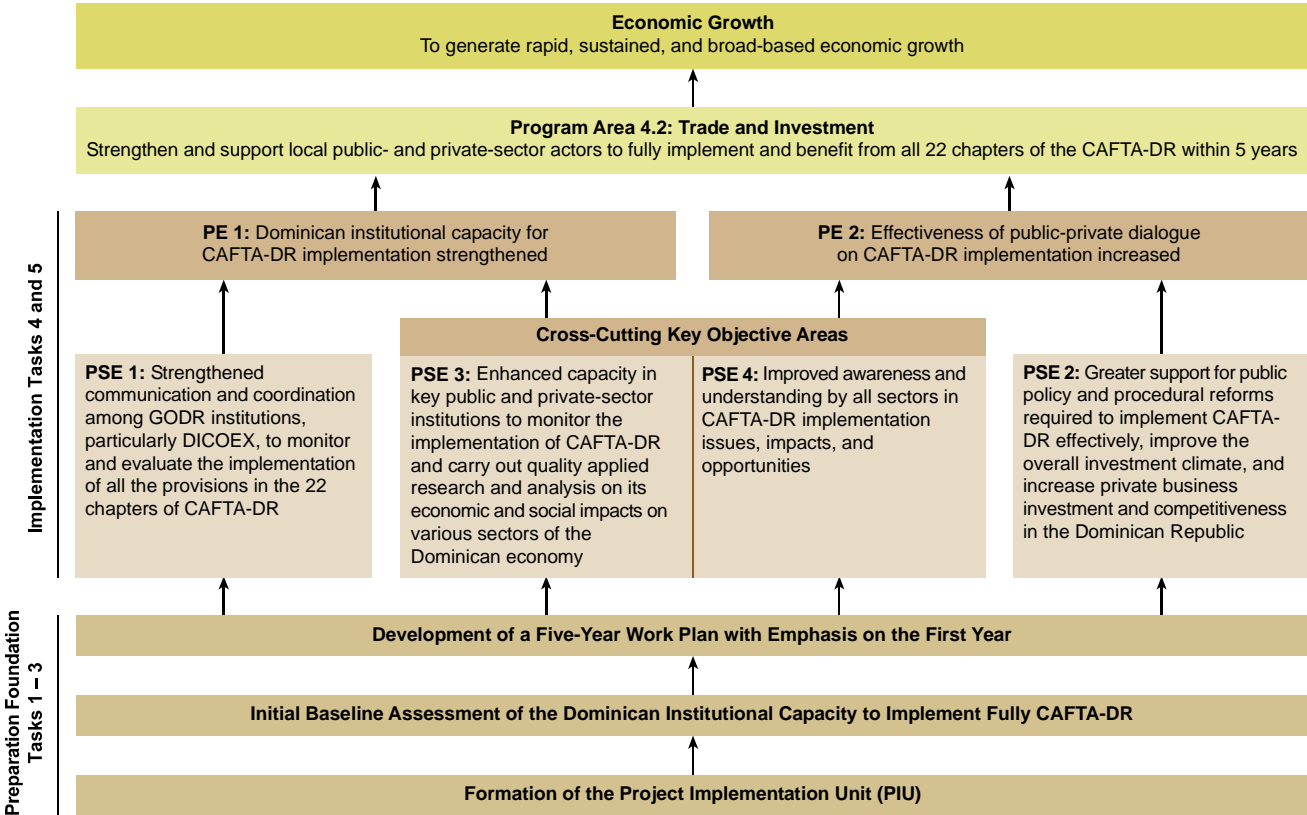 Economic Growth
To generate rapid, sustained, and broad-based economic growth
Program Area 4.2: Trade and Investment
Strengthen and support local public- and private-sector actors to fully implement and benefit from all 22 chapters of the CAFTA-DR within 5 years
Implementation Tasks 4 and 5
PE 1: Dominican institutional capacity for
CAFTA-DR implementation strengthened
PE 2: Effectiveness of public-private dialogue
on CAFTA-DR implementation increased
Cross-Cutting Key Objective Areas
PSE 1: Strengthened
communication and coordination
among GODR institutions,
particularly DICOEX, to monitor
and evaluate the implementation
of all the provisions in the 22
chapters of CAFTA-DR
PSE 3: Enhanced capacity in
key public and private-sector
institutions to monitor the
implementation of CAFTA-DR
and carry out quality applied
research and analysis on its
economic and social impacts on
various sectors of the
Dominican economy
PSE 4: Improved awareness and
understanding by all sectors in
CAFTA-DR implementation
issues, impacts, and
opportunities
PSE 2: Greater support for public
policy and procedural reforms
required to implement CAFTA-
DR effectively, improve the
overall investment climate, and
increase private business
investment and competitiveness
in the Dominican Republic
Preparation Foundation
Tasks 1 – 3
Development of a Five-Year Work Plan with Emphasis on the First Year
Initial Baseline Assessment of the Dominican Institutional Capacity to Implement Fully CAFTA-DR
Formation of the Project Implementation Unit (PIU)